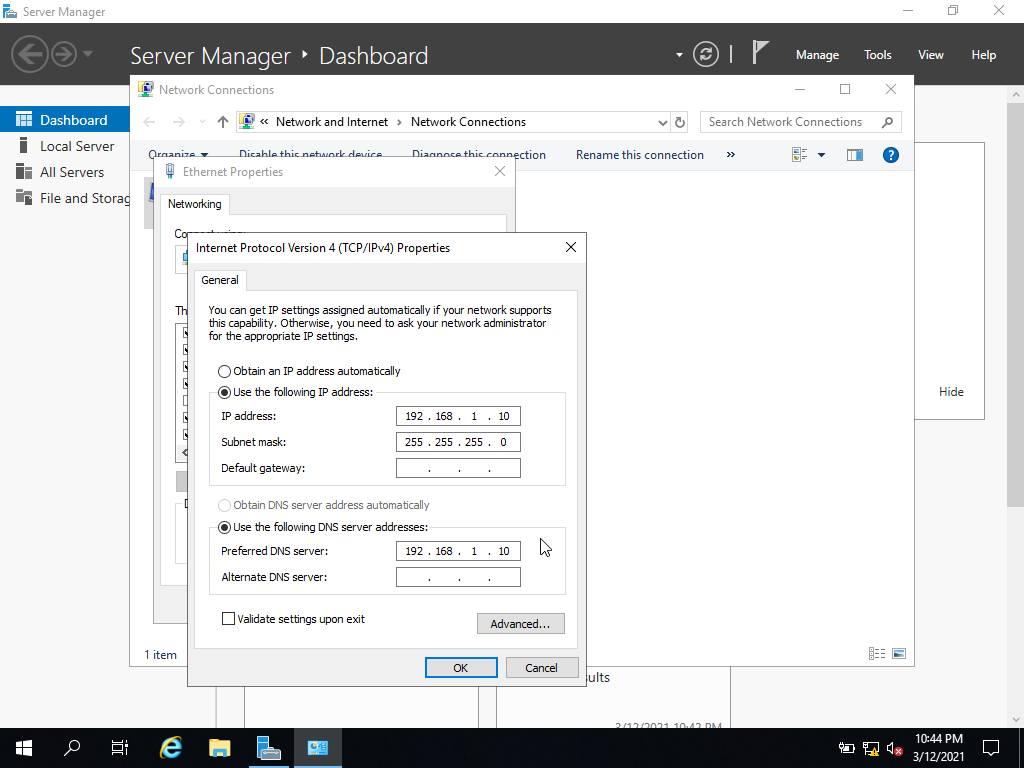 Server Manager
Server Manager • Dashboard
Manage Tools View Help
Dashboard
Local Server
All Servers
File and Storag
Network Connections
« Network and Internet › Network Connections
Search Network Connections
Organize Disable this network device Diagnose this connection Rename this connection »
Ethernet Properties
Networking
Connect using:
Th
Internet Protocol Version 4 (TCP/IPv4) Properties
General
You can get IP settings assigned automatically if your network supports
this capability. Otherwise, you need to ask your network administrator
for the appropriate IP settings.
Obtain an IP address automatically
Use the following IP address:
IP address: 192 . 168 . 1 . 10
Subnet mask: 255 . 255 . 255 . 0
Default gateway: . . .
Obtain DNS server address automatically
Use the following DNS server addresses:
Preferred DNS server: 192 . 168 . 1 . 10
Alternate DNS server: . . .
Validate settings upon exit
Advanced...
OK Cancel
Hide
1 item
ults
3/12/2021 10:42 PM
10:44 PM
3/12/2021